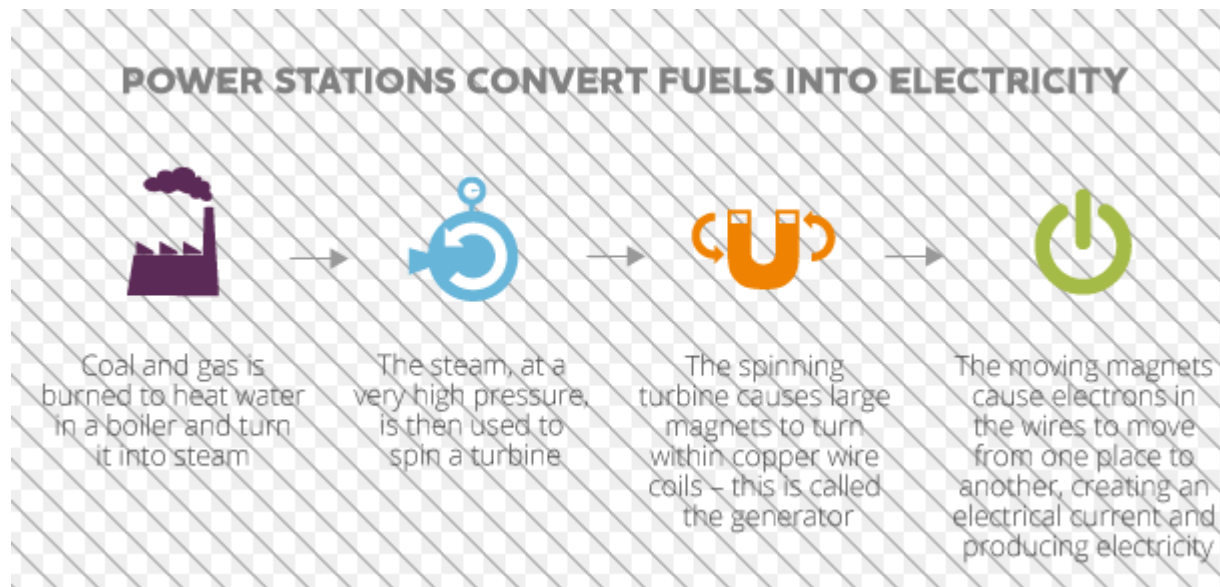 POWER STATIONS CONVERT FUELS INTO ELECTRICITY
Coal and gas is
burned to heat water
in a boiler and turn
it into steam
The steam, at a
very high pressure,
is then used to
spin a turbine
The spinning
turbine causes large
magnets to turn
within copper wire
coils – this is called
the generator
The moving magnets
cause electrons in
the wires to move
from one place to
another, creating an
electrical current and
producing electricity